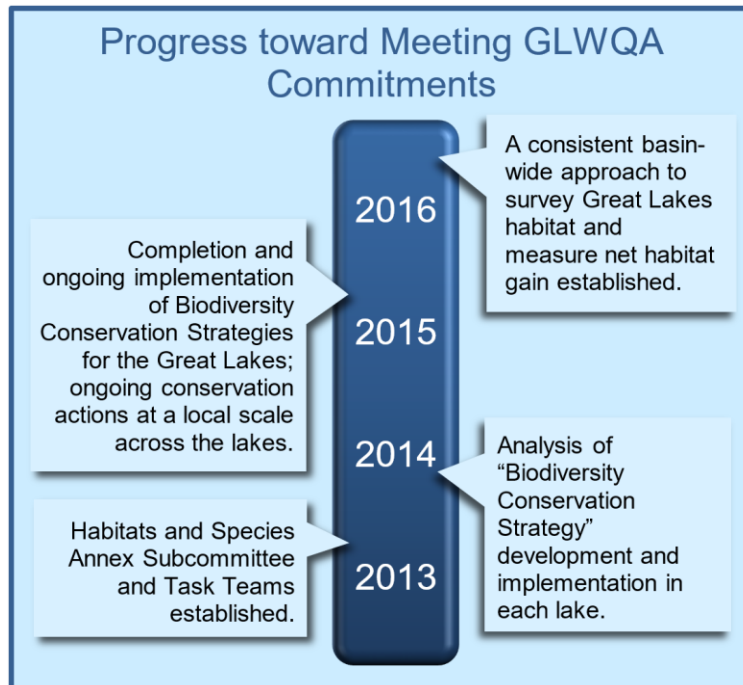 Progress toward Meeting GLWQA
Commitments
2016
A consistent basin-
wide approach to
survey Great Lakes
habitat and
measure net habitat
gain established.
Completion and
ongoing implementation
of Biodiversity
Conservation Strategies
for the Great Lakes;
ongoing conservation
actions at a local scale
across the lakes.
2015
2014
Analysis of
“Biodiversity
Conservation
Strategy”
development and
implementation in
each lake.
Habitats and Species
Annex Subcommittee
and Task Teams
established.
2013